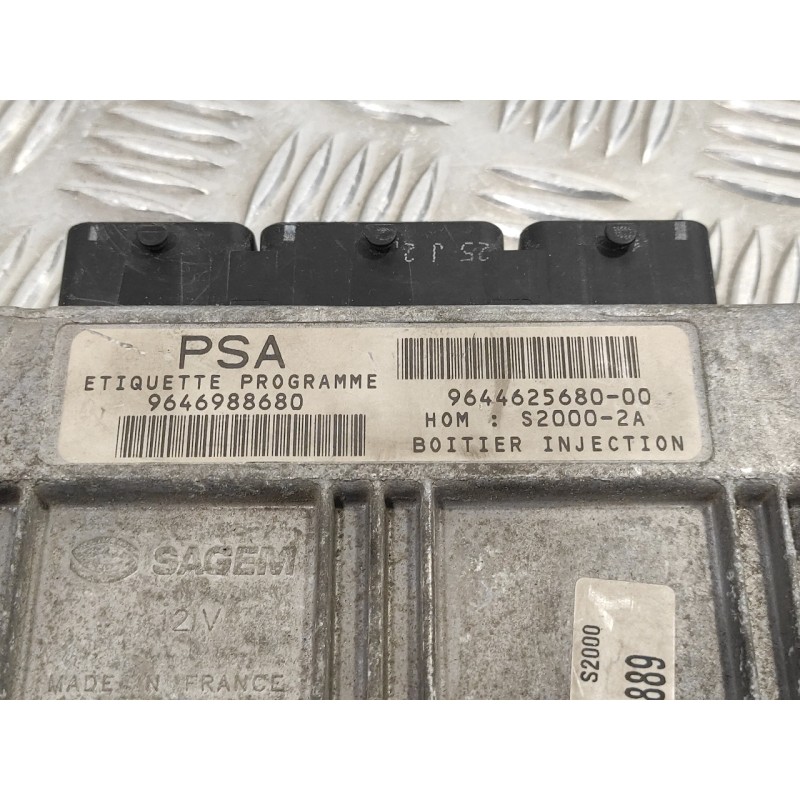 25 J 2
PSA
ETIQUETTE PROGRAMME
9646988680
9644625680-00
HOM : S2000-2A
BOITIER INJECTION
SAGEM
12V
MADE IN FRANCE
S2000
889